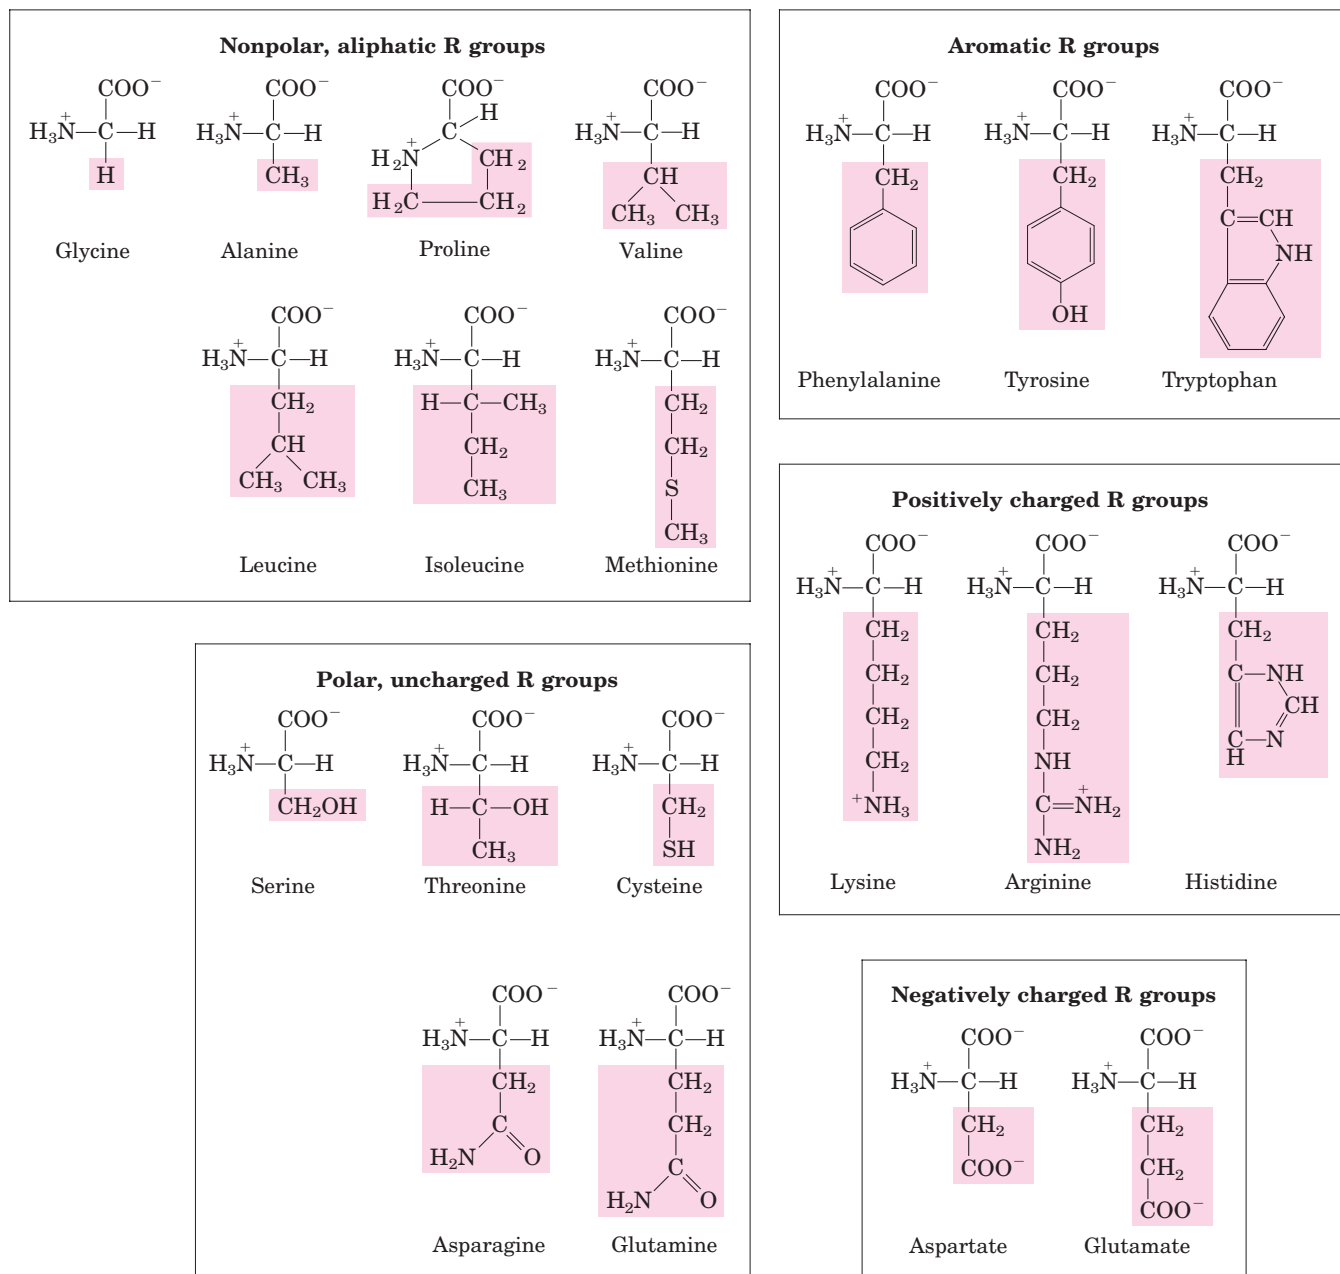 Nonpolar, aliphatic R groups
COO⁻ COO⁻ COO⁻ COO⁻
H
H₃N⁺—C—H H₃N⁺—C—H H₂N⁺ C CH₂ H₃N⁺—C—H
H CH₃ H₂C CH₂ CH
CH₃ CH₃
Glycine Alanine Proline Valine
COO⁻ COO⁻ COO⁻
H₃N⁺—C—H H₃N⁺—C—H H₃N⁺—C—H
CH₂ H—C—CH₃ CH₂
CH CH₂ CH₂
CH₃ CH₃ CH₃ S
CH₃
Leucine Isoleucine Methionine
Aromatic R groups
COO⁻ COO⁻ COO⁻
H₃N⁺—C—H H₃N⁺—C—H H₃N⁺—C—H
CH₂ CH₂ CH₂
C=CH
NH
OH
Phenylalanine Tyrosine Tryptophan
Positively charged R groups
COO⁻ COO⁻ COO⁻
H₃N⁺—C—H H₃N⁺—C—H H₃N⁺—C—H
CH₂ CH₂ CH₂
CH₂ CH₂ C—NH
CH₂ CH₂ CH
CH₂ NH C—N
H
⁺NH₃ C=N⁺H₂
NH₂
Lysine Arginine Histidine
Polar, uncharged R groups
COO⁻ COO⁻ COO⁻
H₃N⁺—C—H H₃N⁺—C—H H₃N⁺—C—H
CH₂OH H—C—OH CH₂
CH₃ SH
Serine Threonine Cysteine
COO⁻ COO⁻
H₃N⁺—C—H H₃N⁺—C—H
CH₂ CH₂
C CH₂
H₂N O C
H₂N O
Asparagine Glutamine
Negatively charged R groups
COO⁻ COO⁻
H₃N⁺—C—H H₃N⁺—C—H
CH₂ CH₂
COO⁻ CH₂
COO⁻
Aspartate Glutamate